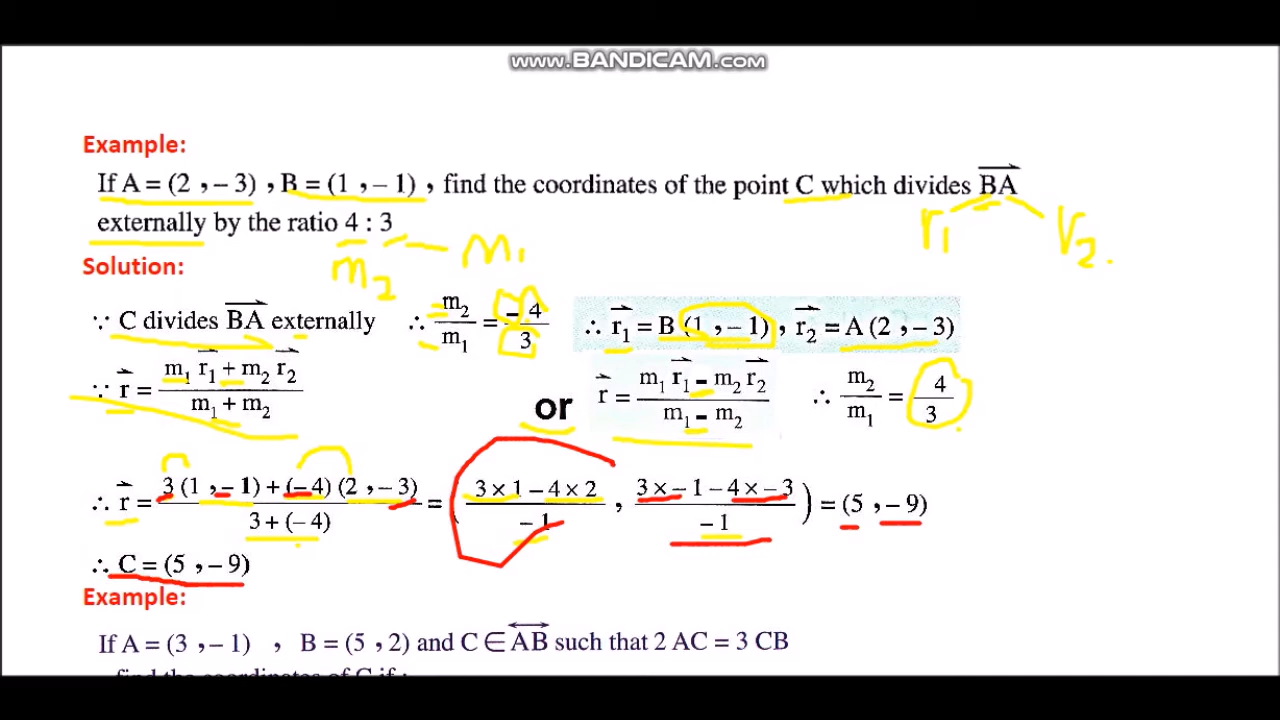 www.BANDICAM.com
Example:
If A = (2 , – 3) , B = (1 , – 1) , find the coordinates of the point C which divides BA
externally by the ratio 4 : 3
r1 r2.
m2 m1
Solution:
∵ C divides BA externally ∴ m2/m1 = –4/3 ∴ r1 = B (1 , – 1) , r2 = A (2 , – 3)
∵ r = (m1 r1 + m2 r2)/(m1 + m2) or r = (m1 r1 – m2 r2)/(m1 – m2) ∴ m2/m1 = 4/3
∴ r = (3 (1 , – 1) + (– 4) (2 , – 3))/(3 + (– 4)) = ((3 × 1 – 4 × 2)/(– 1) , (3 × – 1 – 4 × – 3)/(– 1)) = (5 , – 9)
∴ C = (5 , – 9)
Example:
If A = (3 , – 1) , B = (5 , 2) and C ∈ AB such that 2 AC = 3 CB
find the coordinates of C if :